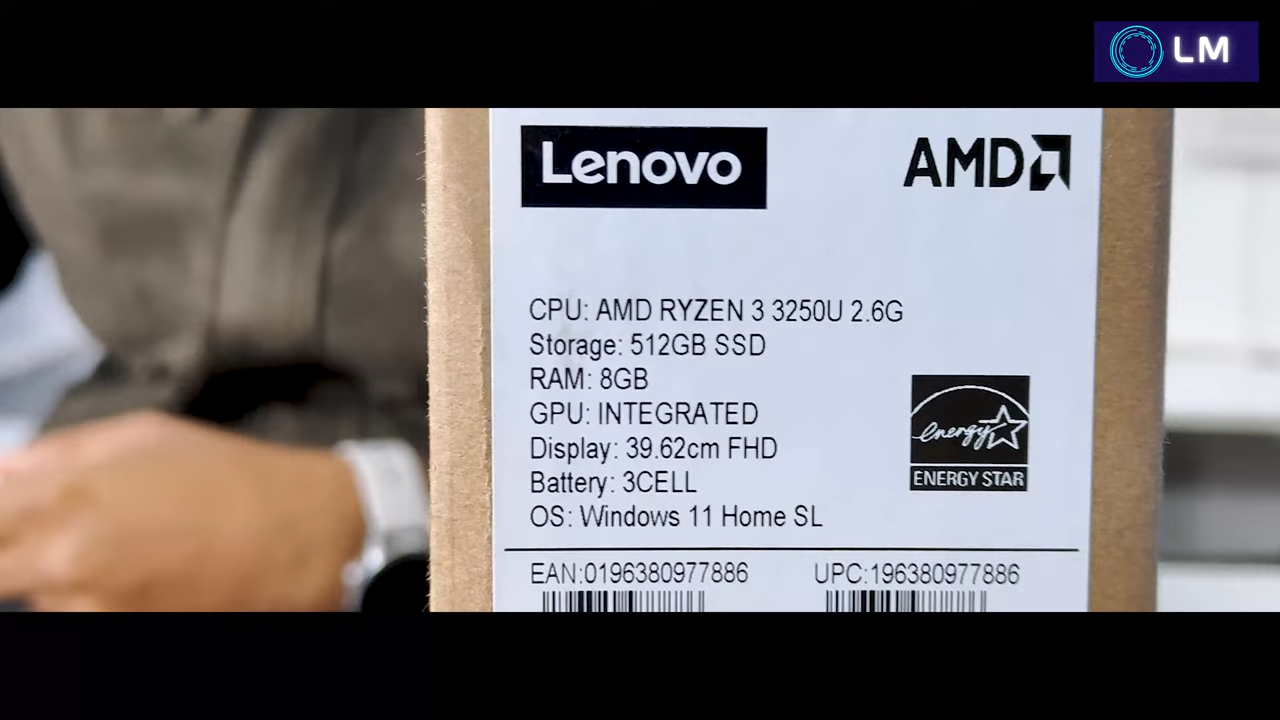 LM
Lenovo
AMD
CPU: AMD RYZEN 3 3250U 2.6G
Storage: 512GB SSD
RAM: 8GB
GPU: INTEGRATED
Display: 39.62cm FHD
Battery: 3CELL
OS: Windows 11 Home SL
energy
ENERGY STAR
EAN:0196380977886
UPC:196380977886